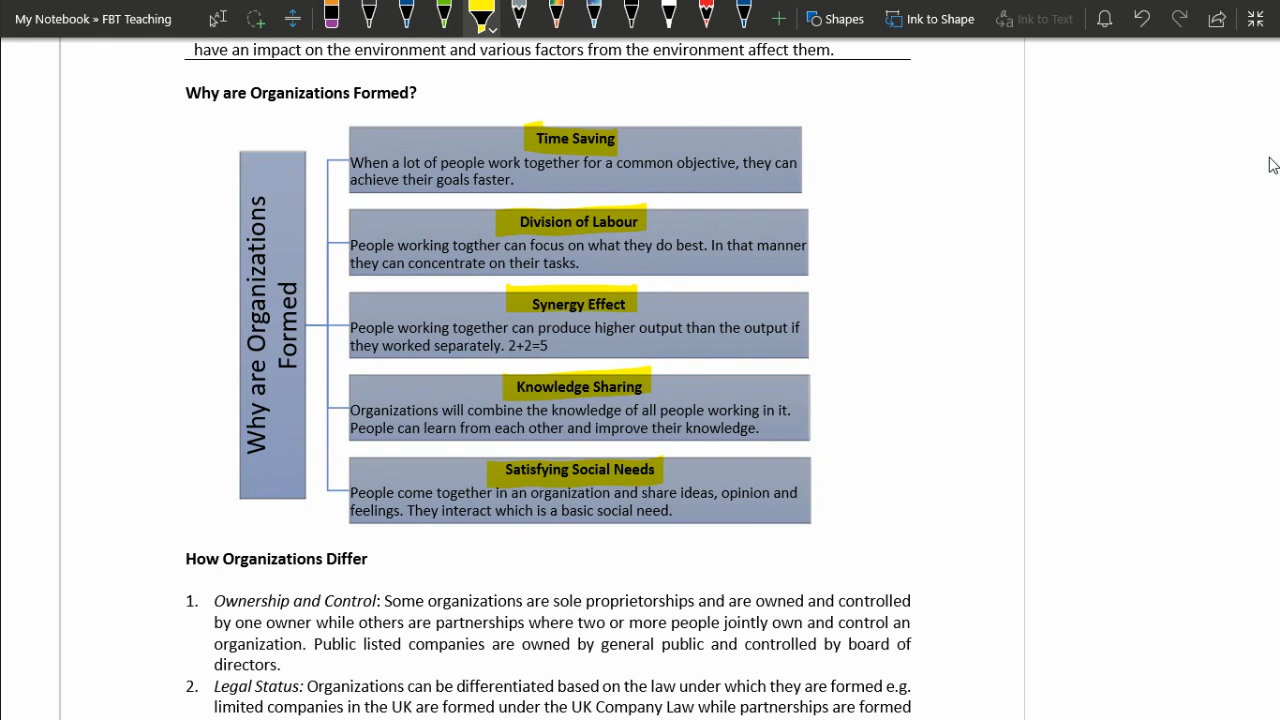 My Notebook » FBT Teaching
Shapes
Ink to Shape
Ink to Text
have an impact on the environment and various factors from the environment affect them.
Why are Organizations Formed?
Why are Organizations
Formed
Time Saving
When a lot of people work together for a common objective, they can
achieve their goals faster.
Division of Labour
People working togther can focus on what they do best. In that manner
they can concentrate on their tasks.
Synergy Effect
People working together can produce higher output than the output if
they worked separately. 2+2=5
Knowledge Sharing
Organizations will combine the knowledge of all people working in it.
People can learn from each other and improve their knowledge.
Satisfying Social Needs
People come together in an organization and share ideas, opinion and
feelings. They interact which is a basic social need.
How Organizations Differ
1. Ownership and Control: Some organizations are sole proprietorships and are owned and controlled
by one owner while others are partnerships where two or more people jointly own and control an
organization. Public listed companies are owned by general public and controlled by board of
directors.
2. Legal Status: Organizations can be differentiated based on the law under which they are formed e.g.
limited companies in the UK are formed under the UK Company Law while partnerships are formed